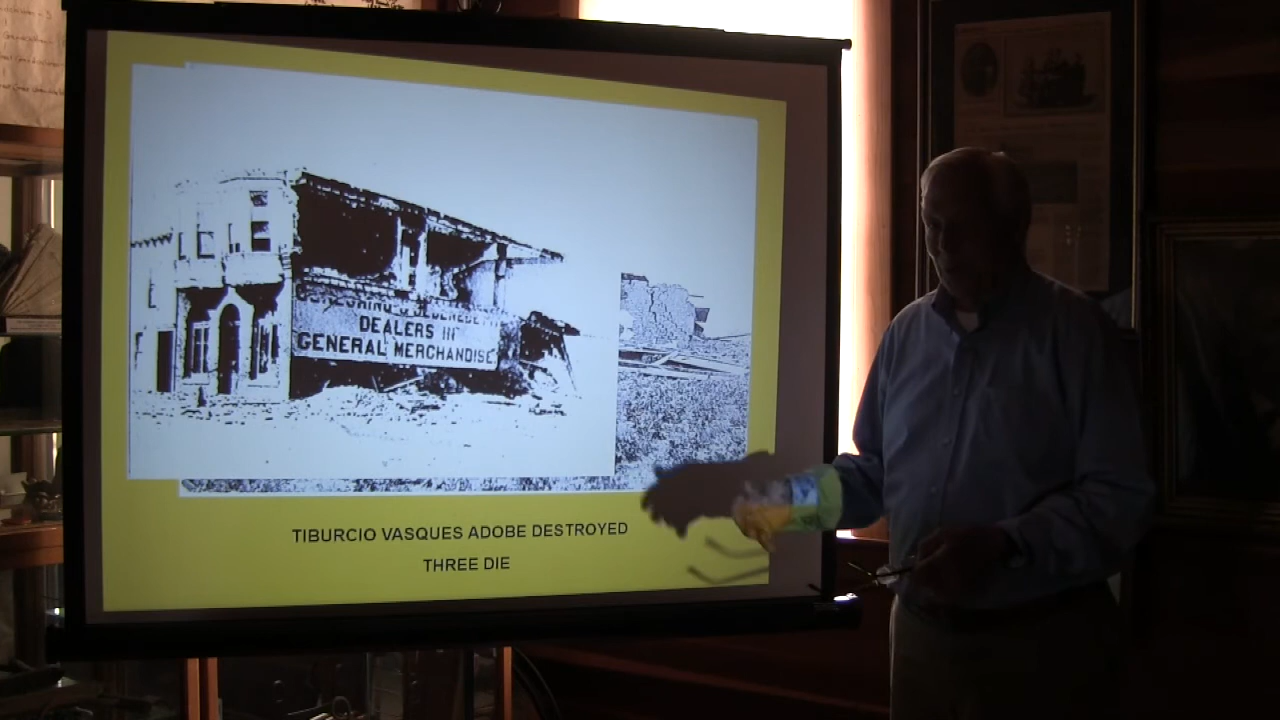 DEALERS IN
GENERAL MERCHANDISE
TIBURCIO VASQUES ADOBE DESTROYED
THREE DIE